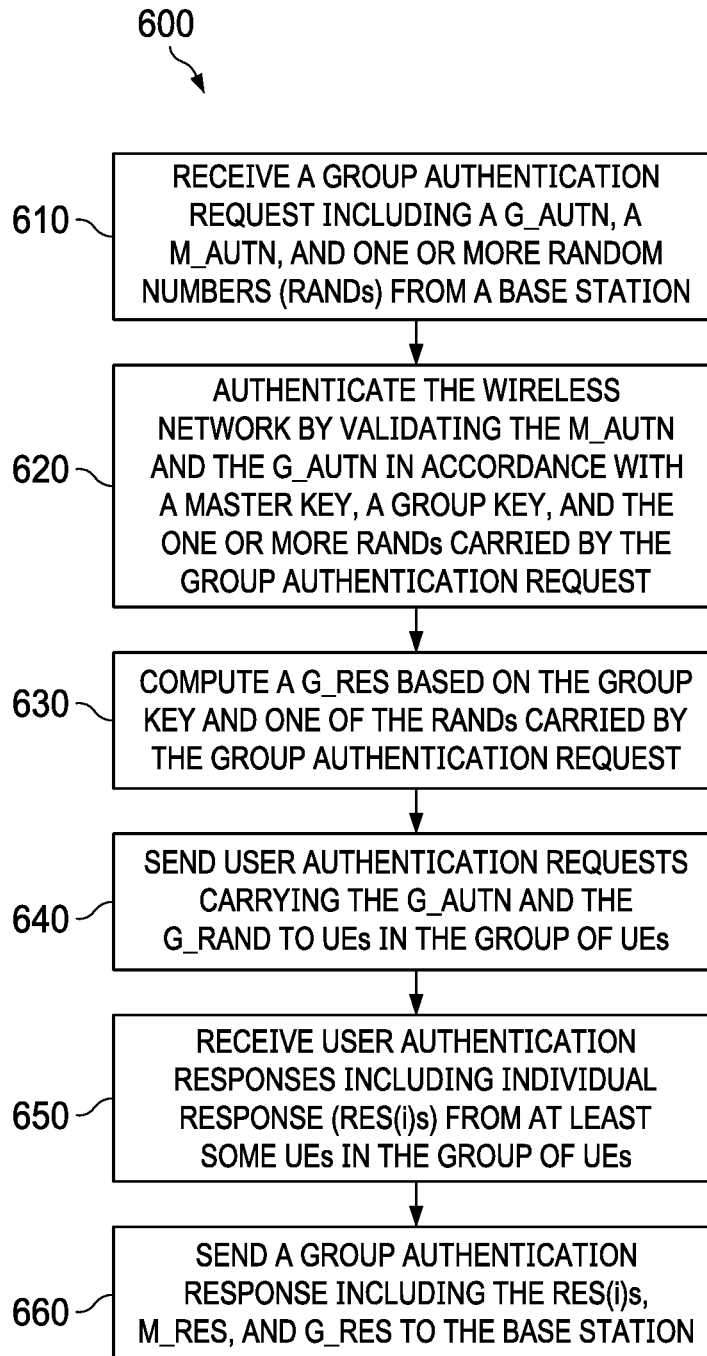 600
610
RECEIVE A GROUP AUTHENTICATION
REQUEST INCLUDING A G_AUTN, A
M_AUTN, AND ONE OR MORE RANDOM
NUMBERS (RANDs) FROM A BASE STATION
620
AUTHENTICATE THE WIRELESS
NETWORK BY VALIDATING THE M_AUTN
AND THE G_AUTN IN ACCORDANCE WITH
A MASTER KEY, A GROUP KEY, AND THE
ONE OR MORE RANDs CARRIED BY THE
GROUP AUTHENTICATION REQUEST
630
COMPUTE A G_RES BASED ON THE GROUP
KEY AND ONE OF THE RANDs CARRIED BY
THE GROUP AUTHENTICATION REQUEST
640
SEND USER AUTHENTICATION REQUESTS
CARRYING THE G_AUTN AND THE
G_RAND TO UEs IN THE GROUP OF UEs
650
RECEIVE USER AUTHENTICATION
RESPONSES INCLUDING INDIVIDUAL
RESPONSE (RES(i)s) FROM AT LEAST
SOME UEs IN THE GROUP OF UEs
660
SEND A GROUP AUTHENTICATION
RESPONSE INCLUDING THE RES(i)s,
M_RES, AND G_RES TO THE BASE STATION